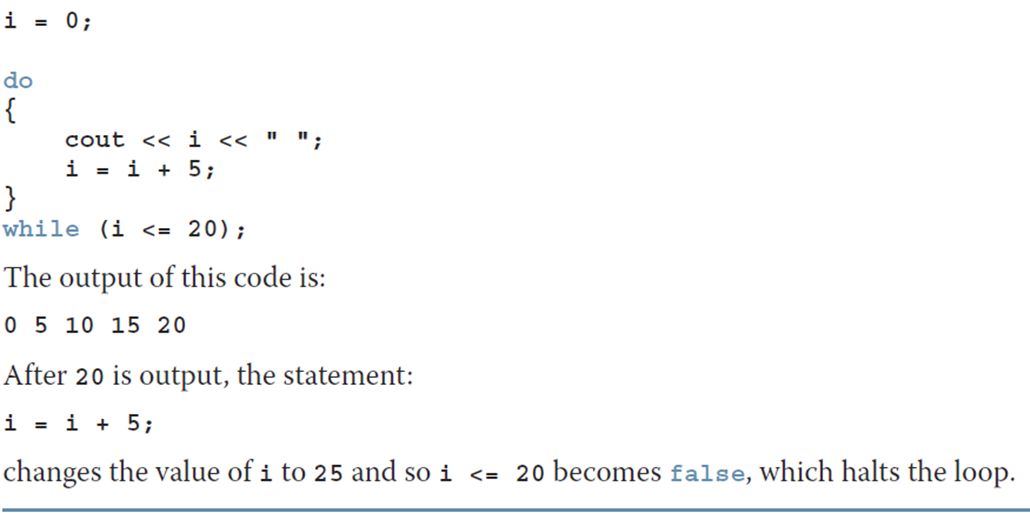 i = 0;
do
{
cout << i << " ";
i = i + 5;
}
while (i <= 20);
The output of this code is:
0 5 10 15 20
After 20 is output, the statement:
i = i + 5;
changes the value of i to 25 and so i <= 20 becomes false, which halts the loop.